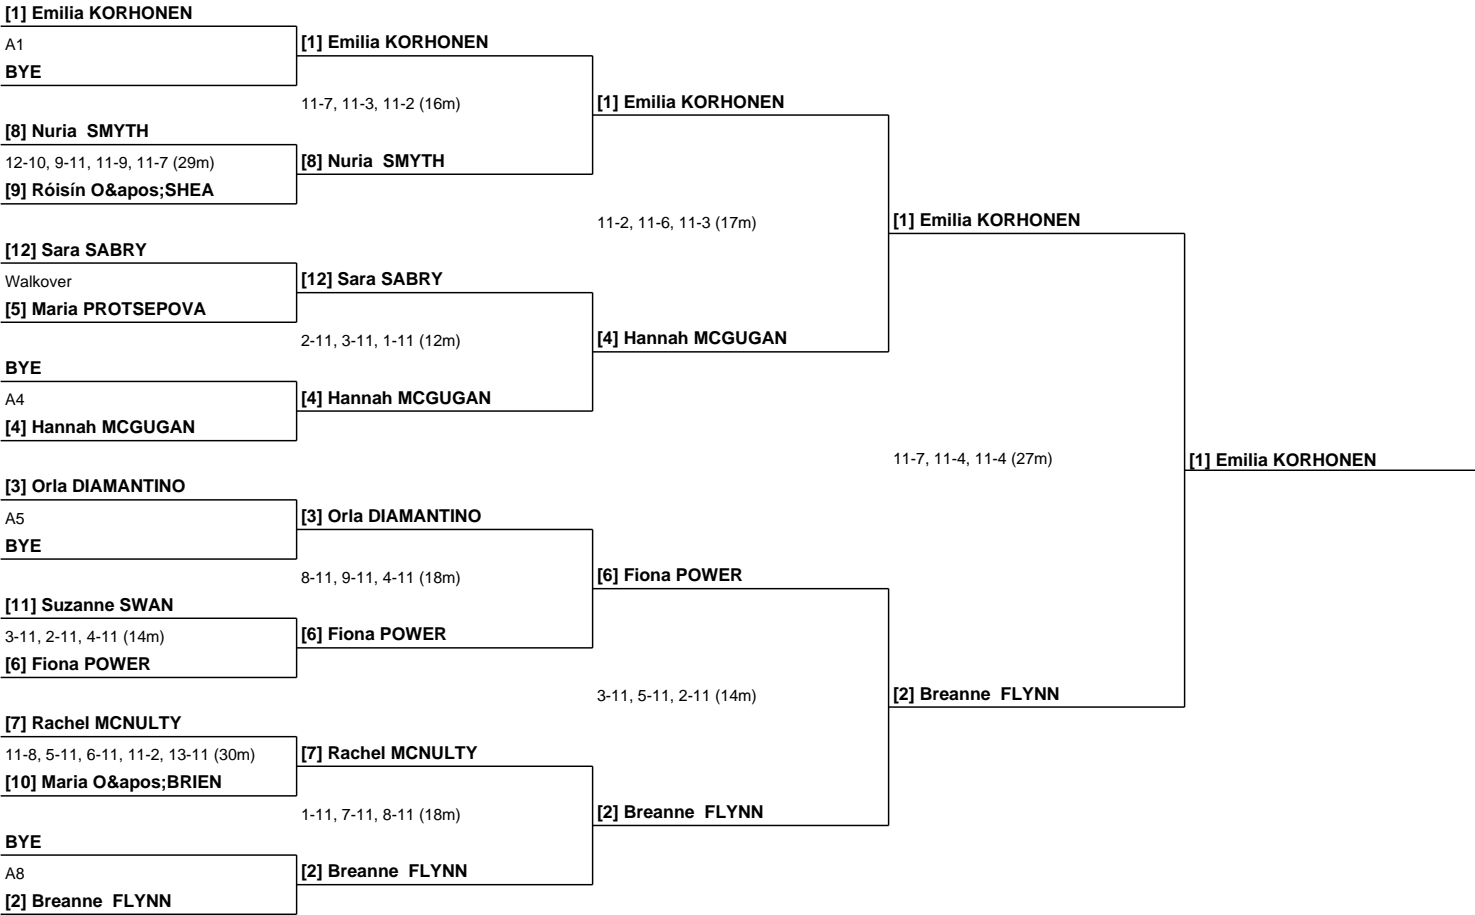 [1] Emilia KORHONEN
A1
BYE
[8] Nuria  SMYTH
12-10, 9-11, 11-9, 11-7 (29m)
[9] Róisín O&apos;SHEA
[12] Sara SABRY
Walkover
[5] Maria PROTSEPOVA
BYE
A4
[4] Hannah MCGUGAN
[3] Orla DIAMANTINO
A5
BYE
[11] Suzanne SWAN
3-11, 2-11, 4-11 (14m)
[6] Fiona POWER
[7] Rachel MCNULTY
11-8, 5-11, 6-11, 11-2, 13-11 (30m)
[10] Maria O&apos;BRIEN
BYE
A8
[2] Breanne  FLYNN
[1] Emilia KORHONEN
11-7, 11-3, 11-2 (16m)
[8] Nuria  SMYTH
[12] Sara SABRY
2-11, 3-11, 1-11 (12m)
[4] Hannah MCGUGAN
[3] Orla DIAMANTINO
8-11, 9-11, 4-11 (18m)
[6] Fiona POWER
[7] Rachel MCNULTY
1-11, 7-11, 8-11 (18m)
[2] Breanne  FLYNN
[1] Emilia KORHONEN
11-2, 11-6, 11-3 (17m)
[4] Hannah MCGUGAN
[6] Fiona POWER
3-11, 5-11, 2-11 (14m)
[2] Breanne  FLYNN
[1] Emilia KORHONEN
11-7, 11-4, 11-4 (27m)
[2] Breanne  FLYNN
[1] Emilia KORHONEN